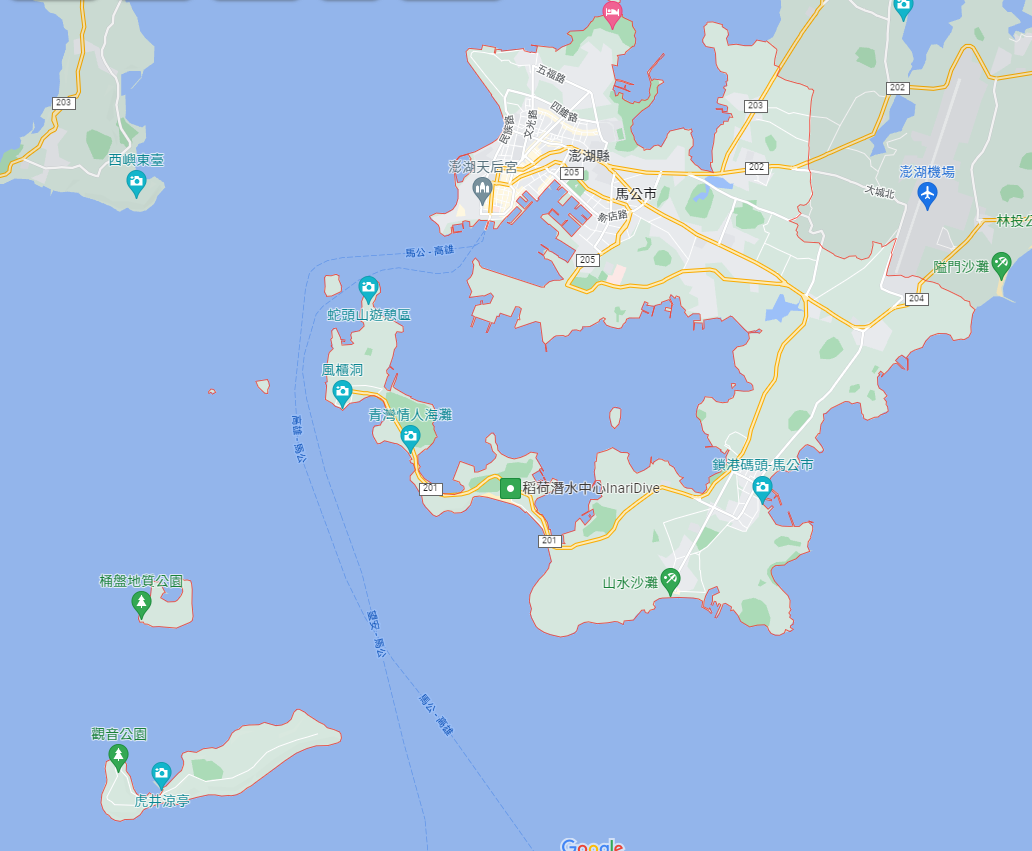 五福路
203
202
203
四維路
文光路
民族路
澎湖縣
西嶼東臺
澎湖天后宮
205
202
澎湖機場
馬公市
大城北
林投公
馬公 - 高雄
205
隘門沙灘
204
蛇頭山遊憩區
風櫃洞
青灣情人海灘
高雄 - 馬公
鎖港碼頭-馬公市
201
稻荷潛水中心InariDive
201
山水沙灘
桶盤地質公園
馬公
馬公 - 高雄
觀音公園
虎井涼亭
Google